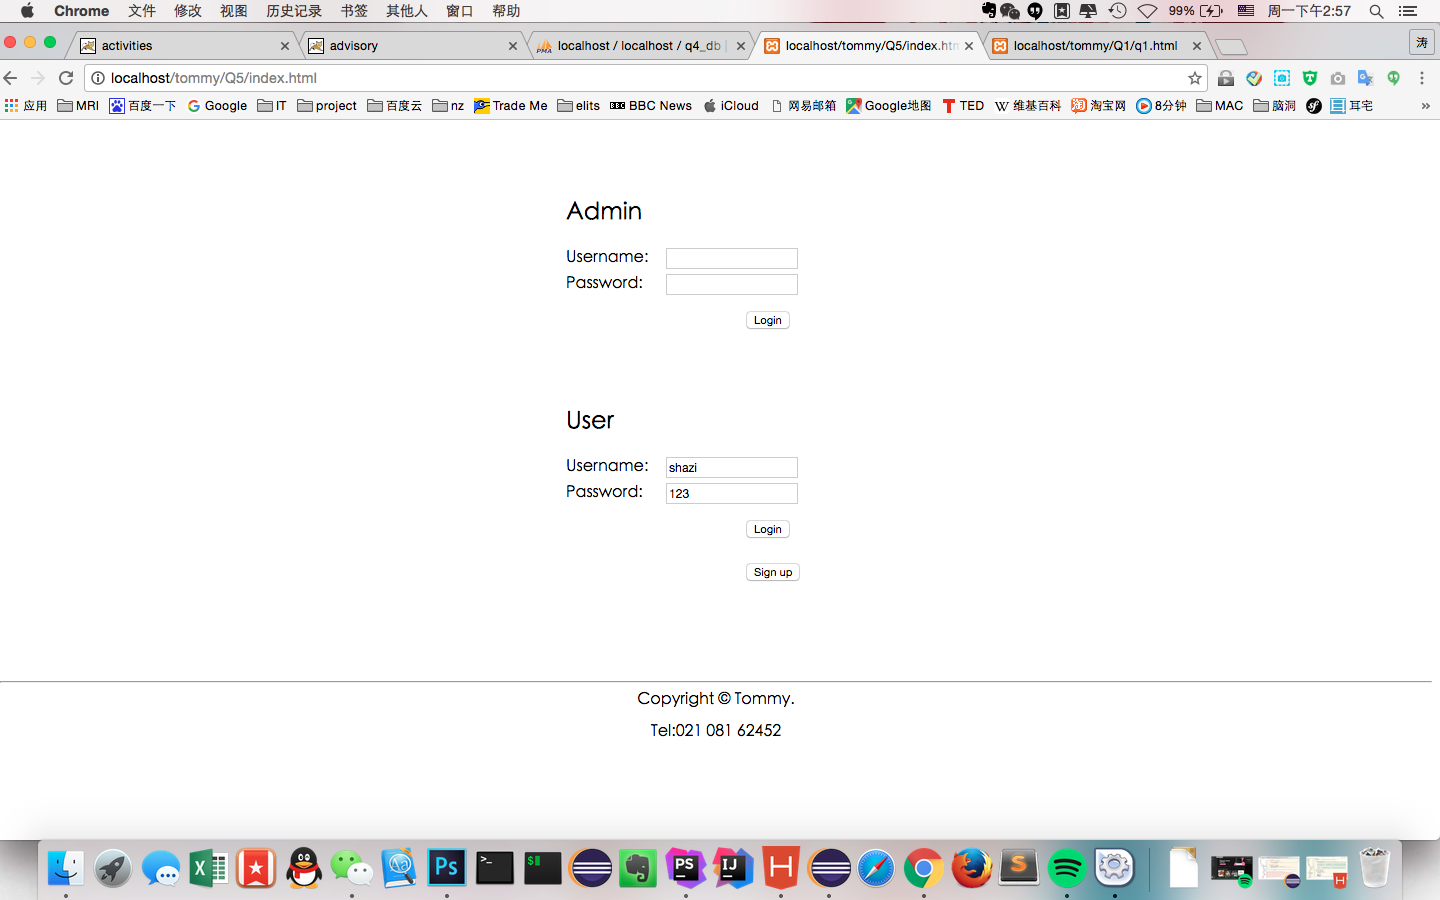 Chrome 文件 修改 视图 历史记录 书签 其他人 窗口 帮助 99% 周一下午2:57
activities advisory localhost / localhost / q4_db localhost/tommy/Q5/index.htm localhost/tommy/Q1/q1.html 涛
localhost/tommy/Q5/index.html
应用 MRI 百度一下 Google IT project 百度云 nz Trade Me elits BBC News iCloud 网易邮箱 Google地图 TED 维基百科 淘宝网 8分钟 MAC 脑洞 耳宅 »
Admin
Username:
Password:
Login
User
Username: shazi
Password: 123
Login
Sign up
Copyright © Tommy.
Tel:021 081 62452